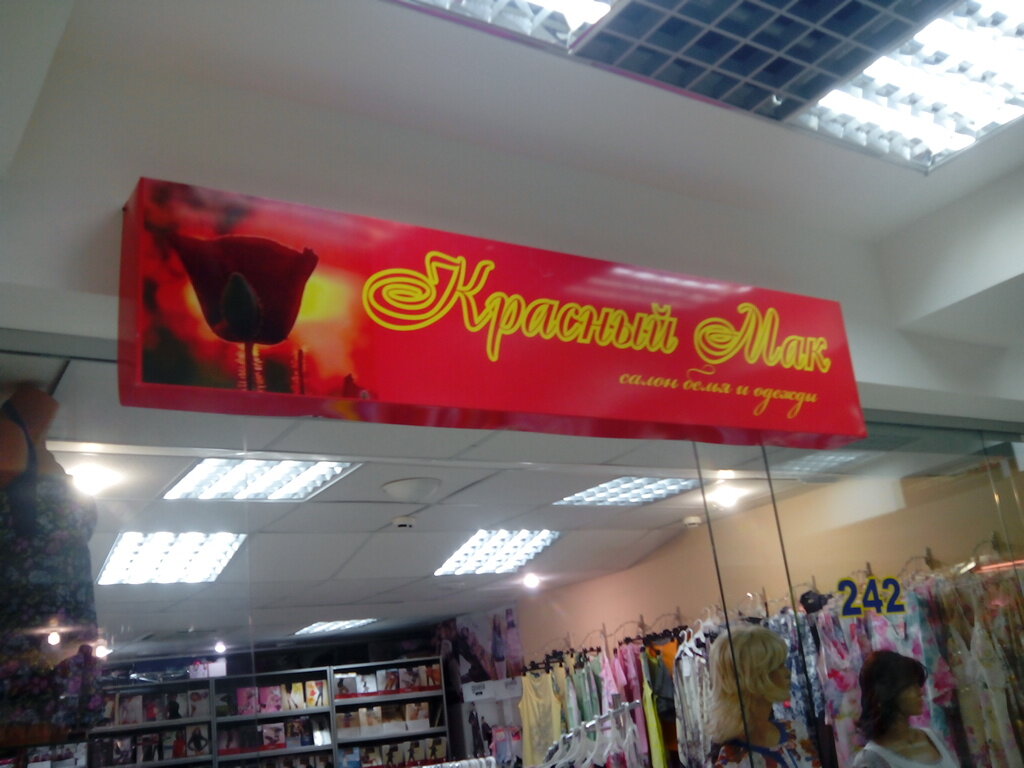 Красный Мак
салон белья и одежды
242